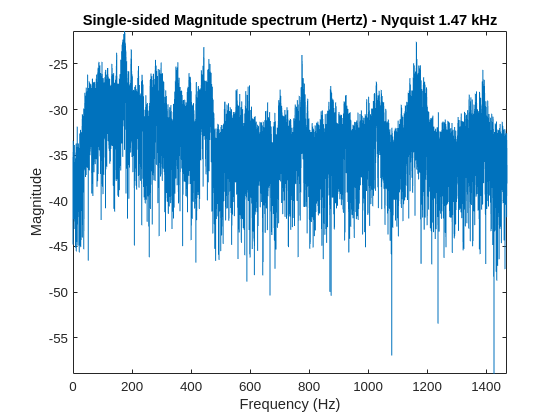 Single-sided Magnitude spectrum (Hertz) - Nyquist 1.47 kHz
Magnitude
-25
-30
-35
-40
-45
-50
-55
0 200 400 600 800 1000 1200 1400
Frequency (Hz)